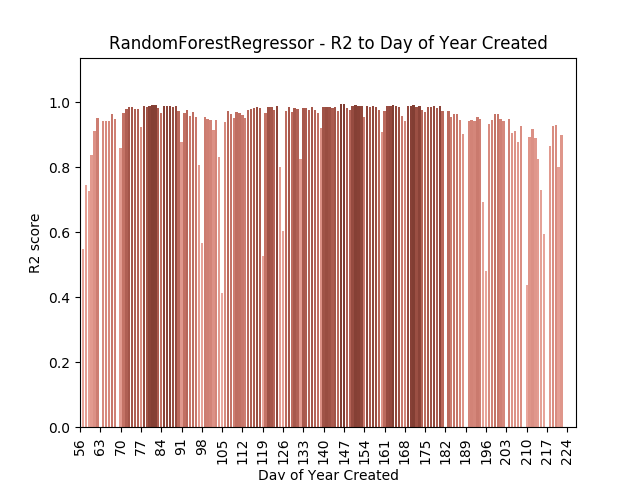 RandomForestRegressor - R2 to Day of Year Created
R2 score
1.0
0.8
0.6
0.4
0.2
0.0
56 63 70 77 84 91 98 105 112 119 126 133 140 147 154 161 168 175 182 189 196 203 210 217 224
Day of Year Created